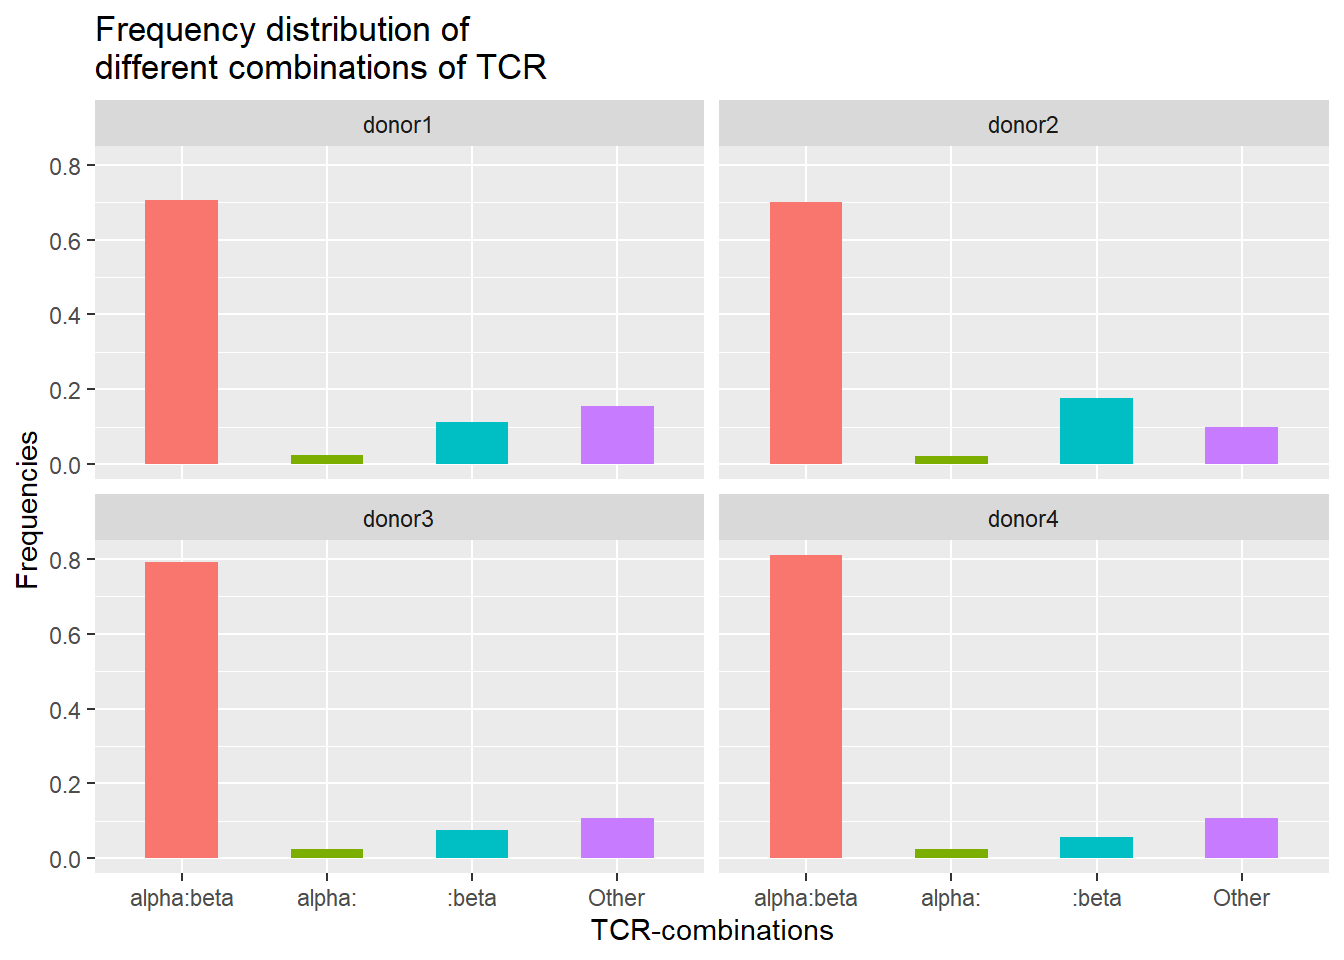 Frequency distribution of
different combinations of TCR
donor1
donor2
0.8
0.6
0.4
0.2
0.0
donor3
donor4
0.8
0.6
0.4
0.2
0.0
Frequencies
alpha:beta alpha: :beta Other alpha:beta alpha: :beta Other
TCR-combinations